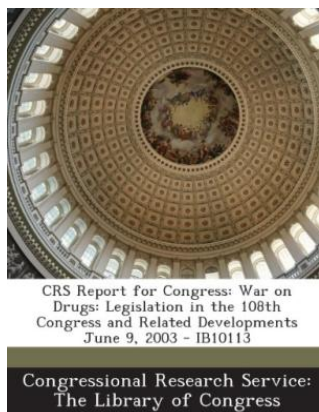 CRS Report for Congress: War on
Drugs: Legislation in the 108th
Congress and Related Developments
June 9, 2003 - IB10113
Congressional Research Service:
The Library of Congress